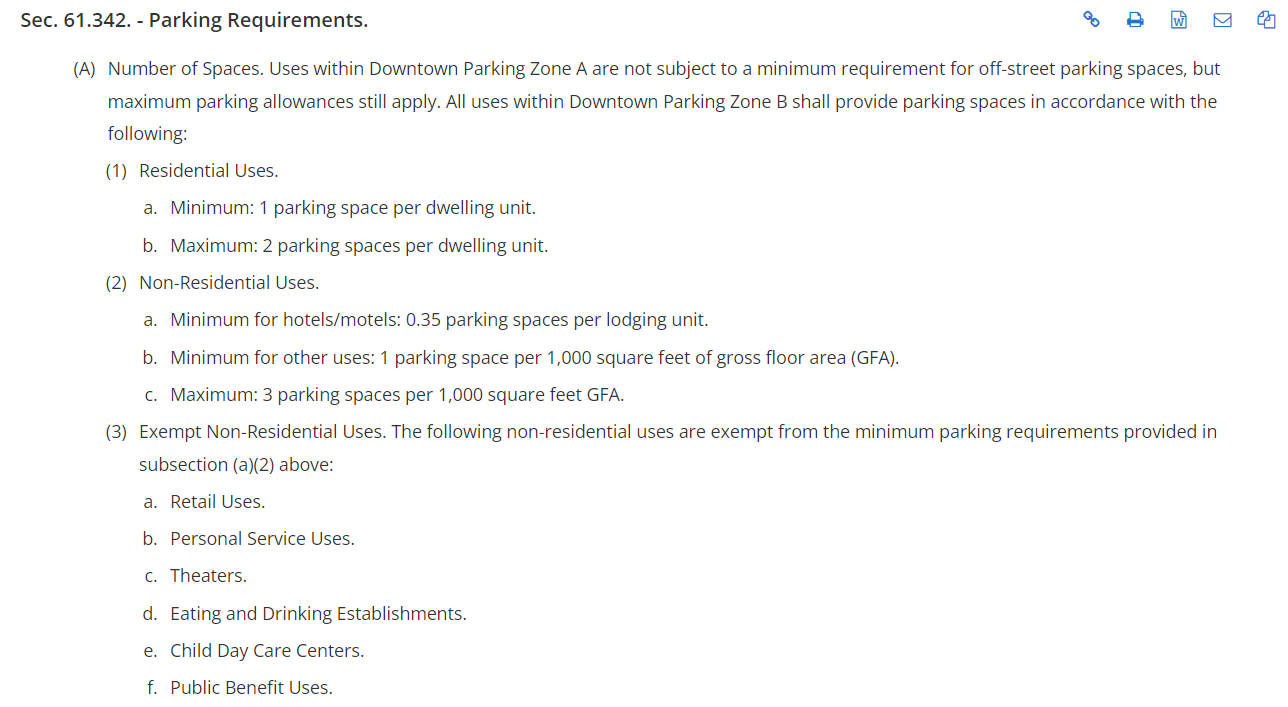 Sec. 61.342. - Parking Requirements.
(A) Number of Spaces. Uses within Downtown Parking Zone A are not subject to a minimum requirement for off-street parking spaces, but
maximum parking allowances still apply. All uses within Downtown Parking Zone B shall provide parking spaces in accordance with the
following:
(1) Residential Uses.
a. Minimum: 1 parking space per dwelling unit.
b. Maximum: 2 parking spaces per dwelling unit.
(2) Non-Residential Uses.
a. Minimum for hotels/motels: 0.35 parking spaces per lodging unit.
b. Minimum for other uses: 1 parking space per 1,000 square feet of gross floor area (GFA).
c. Maximum: 3 parking spaces per 1,000 square feet GFA.
(3) Exempt Non-Residential Uses. The following non-residential uses are exempt from the minimum parking requirements provided in
subsection (a)(2) above:
a. Retail Uses.
b. Personal Service Uses.
c. Theaters.
d. Eating and Drinking Establishments.
e. Child Day Care Centers.
f. Public Benefit Uses.